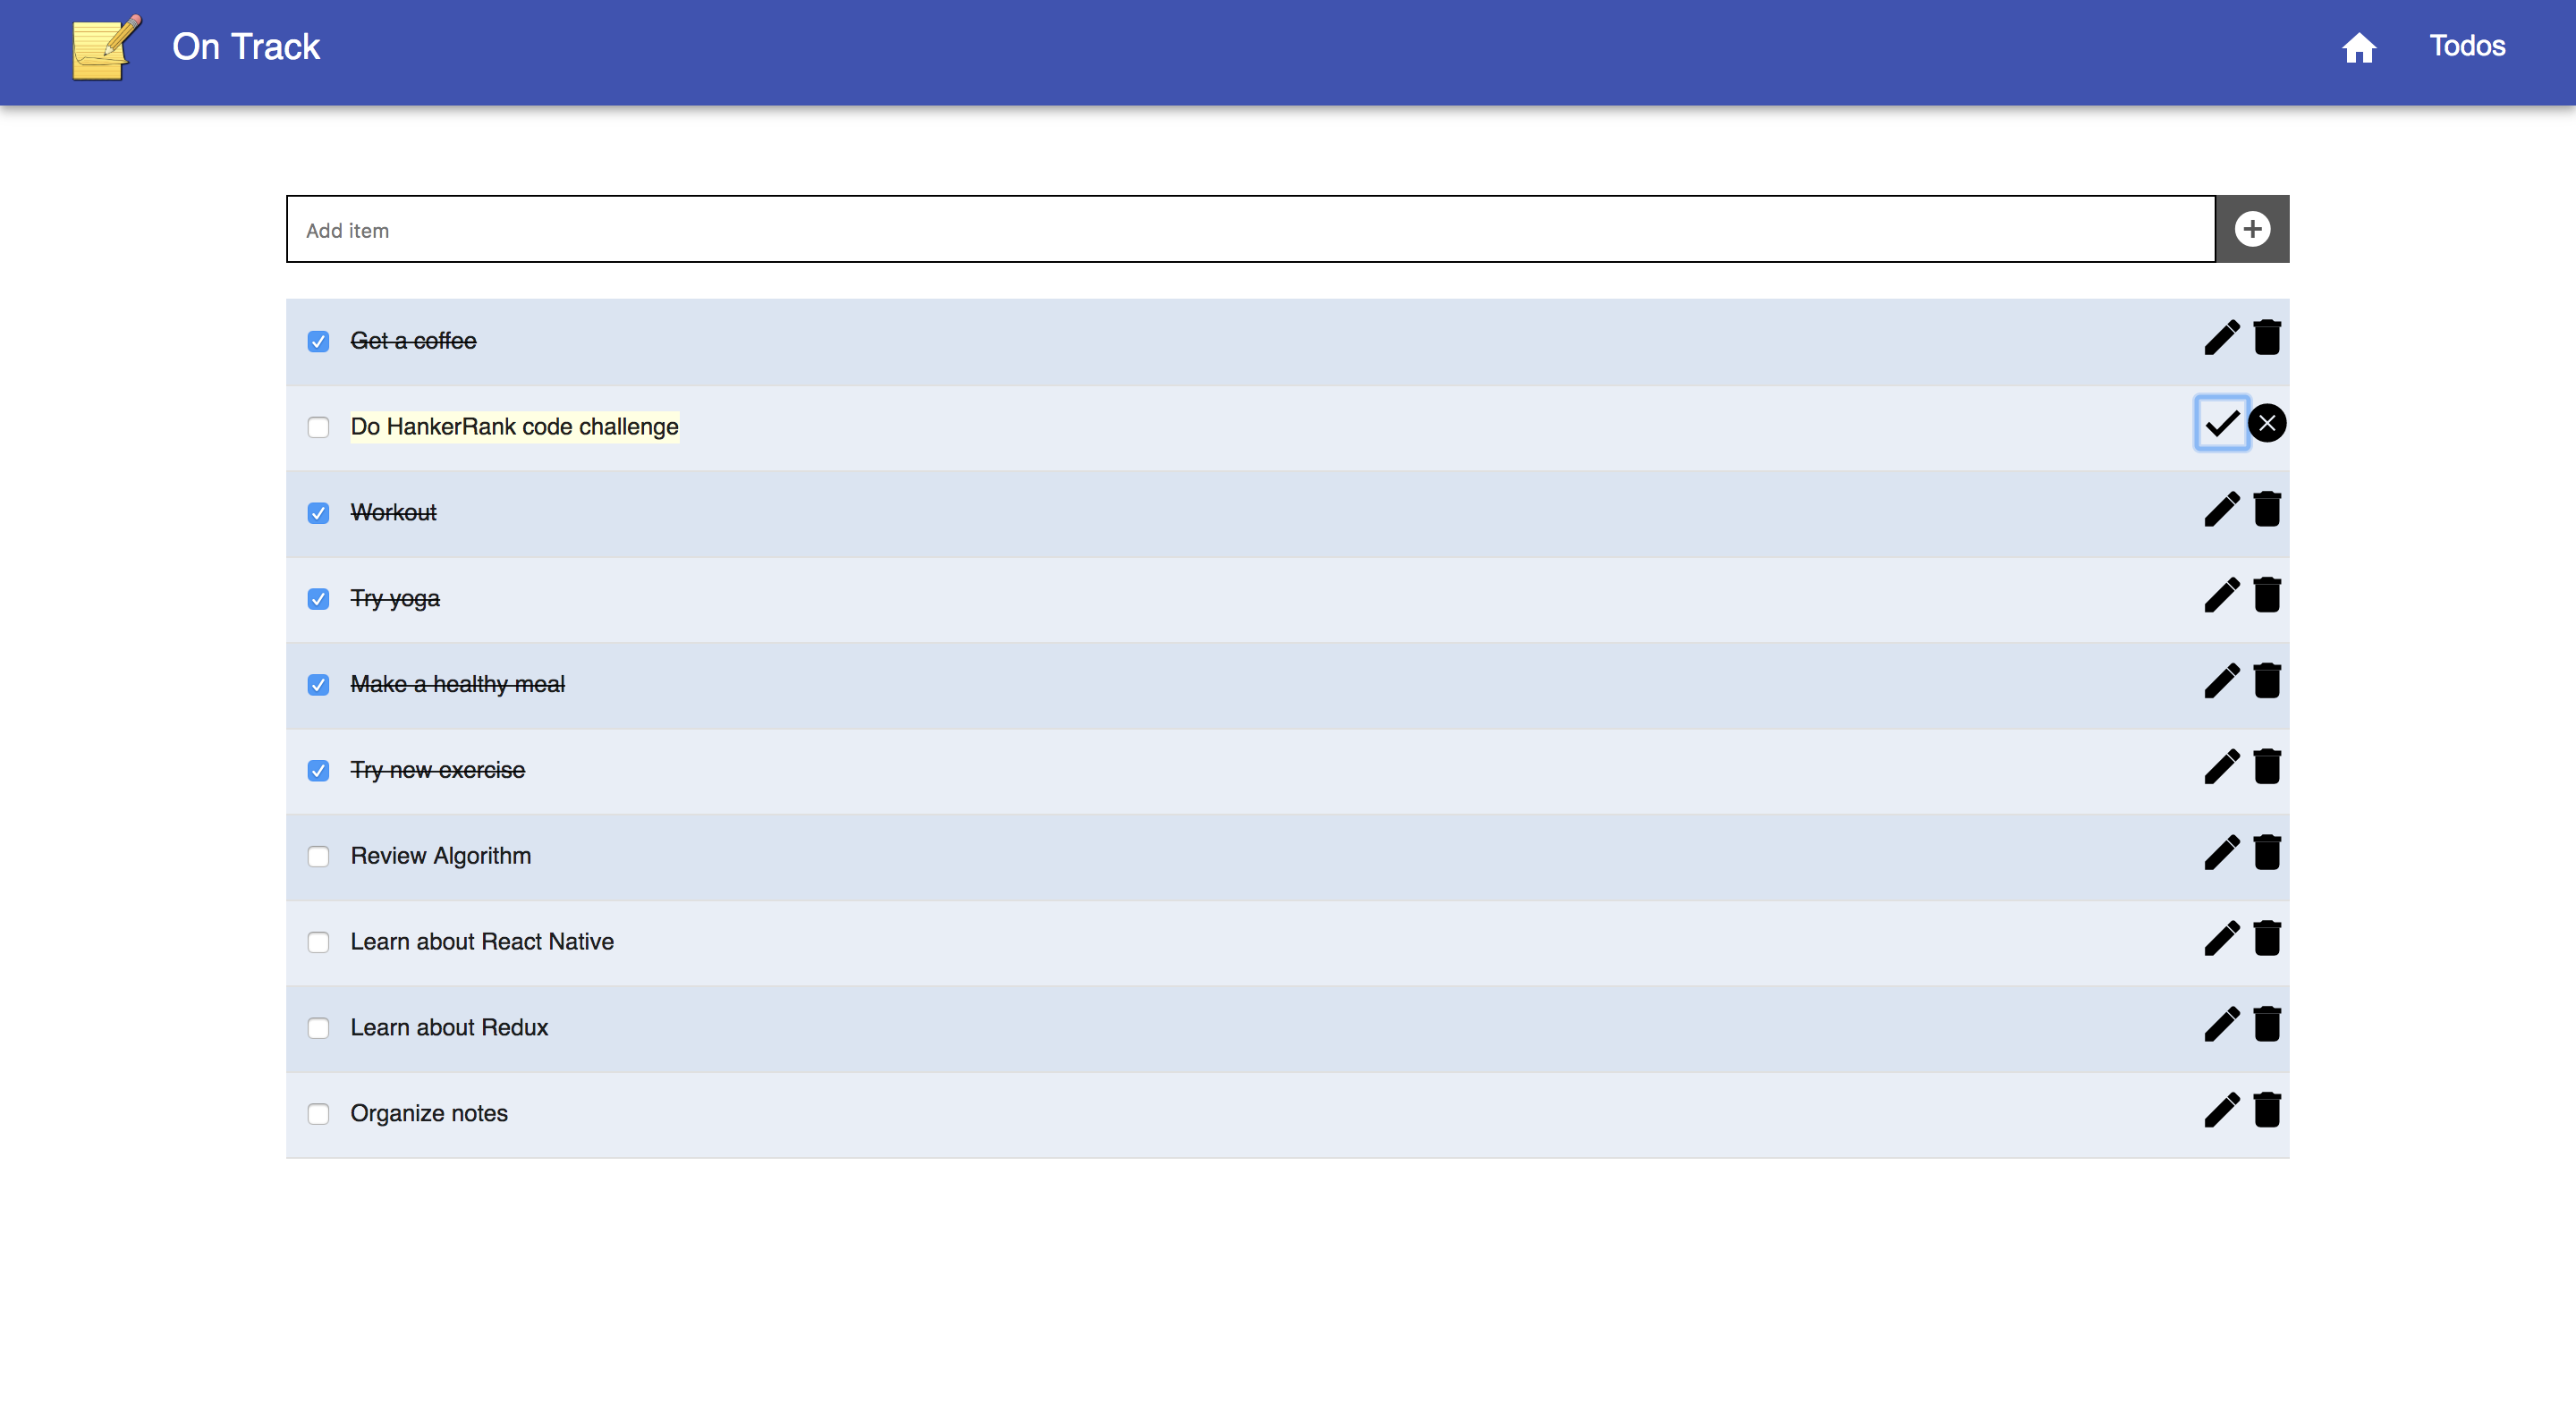 On Track
Todos
Add item
Get a coffee
Do HankerRank code challenge
Workout
Try yoga
Make a healthy meal
Try new exercise
Review Algorithm
Learn about React Native
Learn about Redux
Organize notes